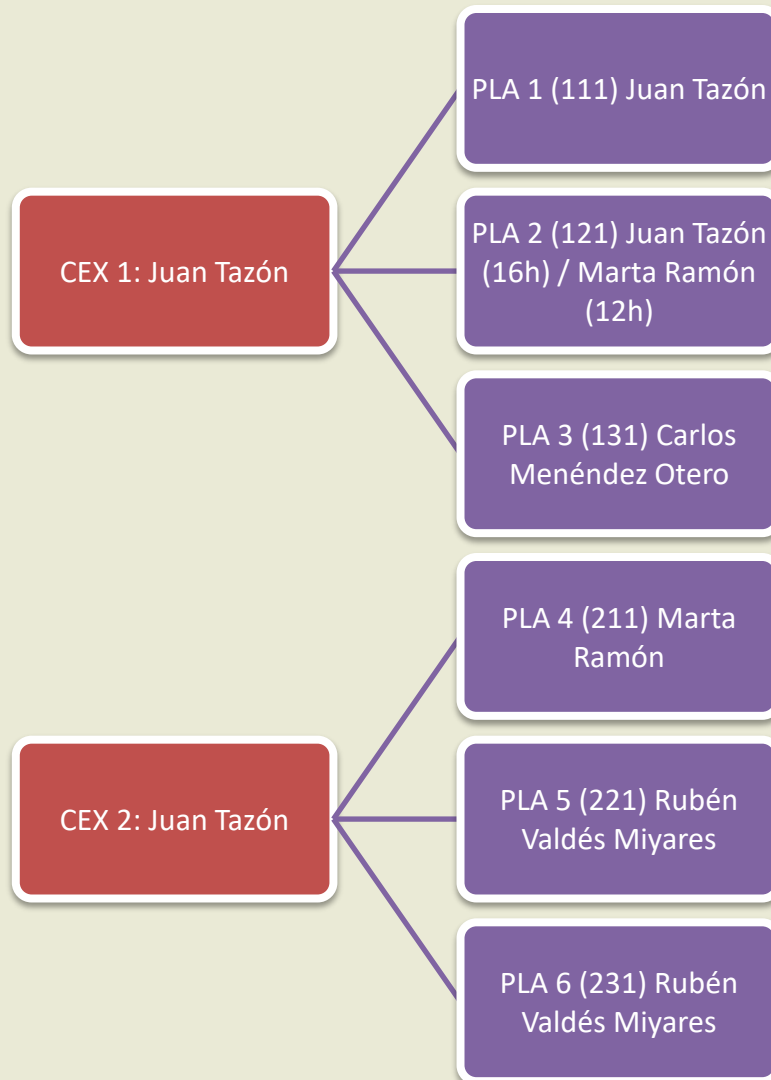 CEX 1: Juan Tazón
PLA 1 (111) Juan Tazón
PLA 2 (121) Juan Tazón
(16h) / Marta Ramón
(12h)
PLA 3 (131) Carlos
Menéndez Otero
CEX 2: Juan Tazón
PLA 4 (211) Marta
Ramón
PLA 5 (221) Rubén
Valdés Miyares
PLA 6 (231) Rubén
Valdés Miyares